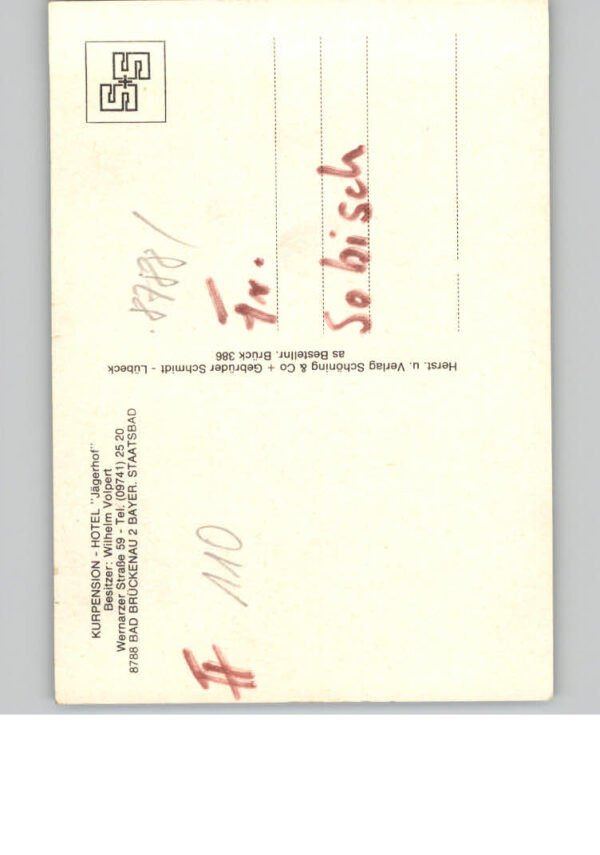 KURPENSION - HOTEL "Jägerhof"
Besitzer: Wilhelm Volpert
Wernarzer Straße 59 - Tel. (09741) 25 20
8788 BAD BRÜCKENAU 2 BAYER. STAATSBAD
110
Herst. u. Verlag Schöning & Co + Gebrüder Schmidt - Lübeck
as Bestellnr. Brück 386
8788/
Fr.
Sobisch